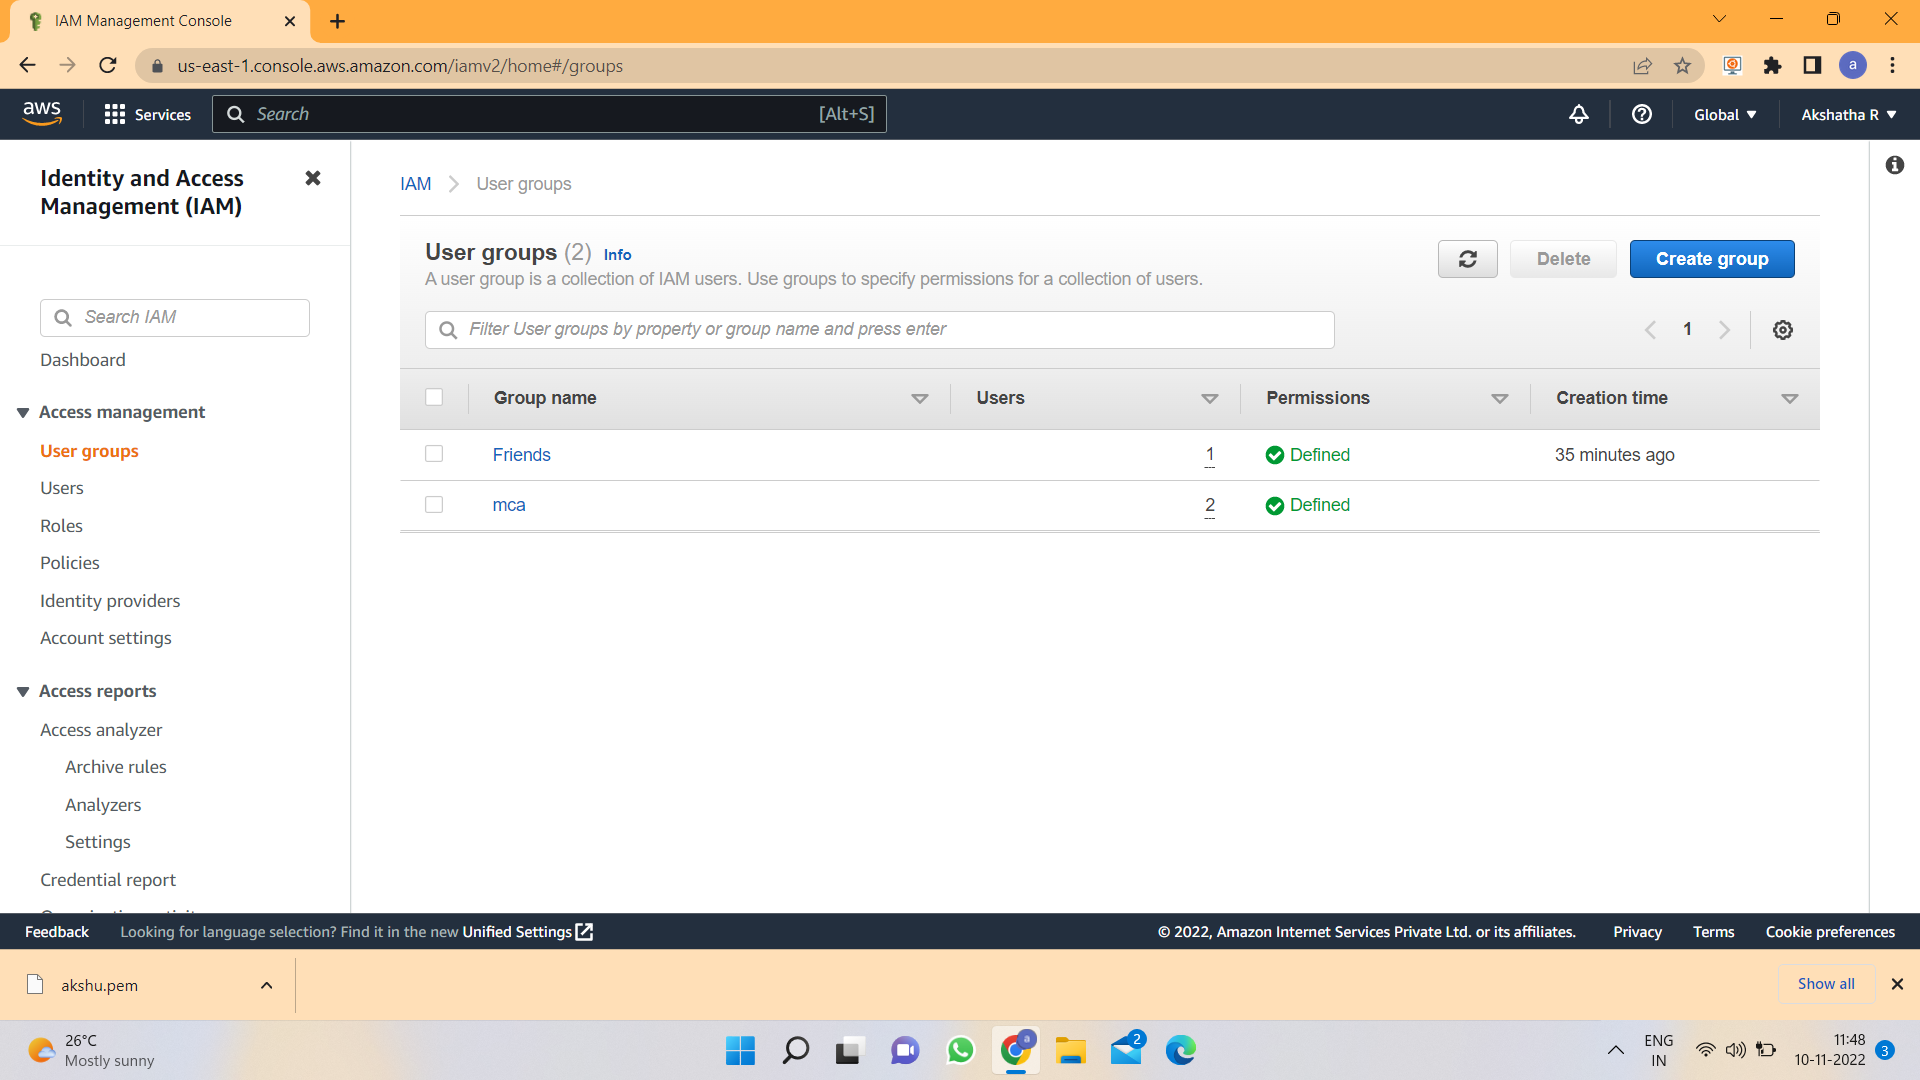 IAM Management Console
us-east-1.console.aws.amazon.com/iamv2/home#/groups
a
aws
Services
Search
[Alt+S]
Global
Akshatha R
Identity and Access
Management (IAM)
Search IAM
Dashboard
Access management
User groups
Users
Roles
Policies
Identity providers
Account settings
Access reports
Access analyzer
Archive rules
Analyzers
Settings
Credential report
IAM > User groups
User groups (2) Info
A user group is a collection of IAM users. Use groups to specify permissions for a collection of users.
Delete
Create group
Filter User groups by property or group name and press enter
1
Group name Users Permissions Creation time
Friends 1 Defined 35 minutes ago
mca 2 Defined
Feedback Looking for language selection? Find it in the new Unified Settings
© 2022, Amazon Internet Services Private Ltd. or its affiliates. Privacy Terms Cookie preferences
akshu.pem
Show all
26°C
Mostly sunny
a
2
ENG
IN
11:48
10-11-2022
3